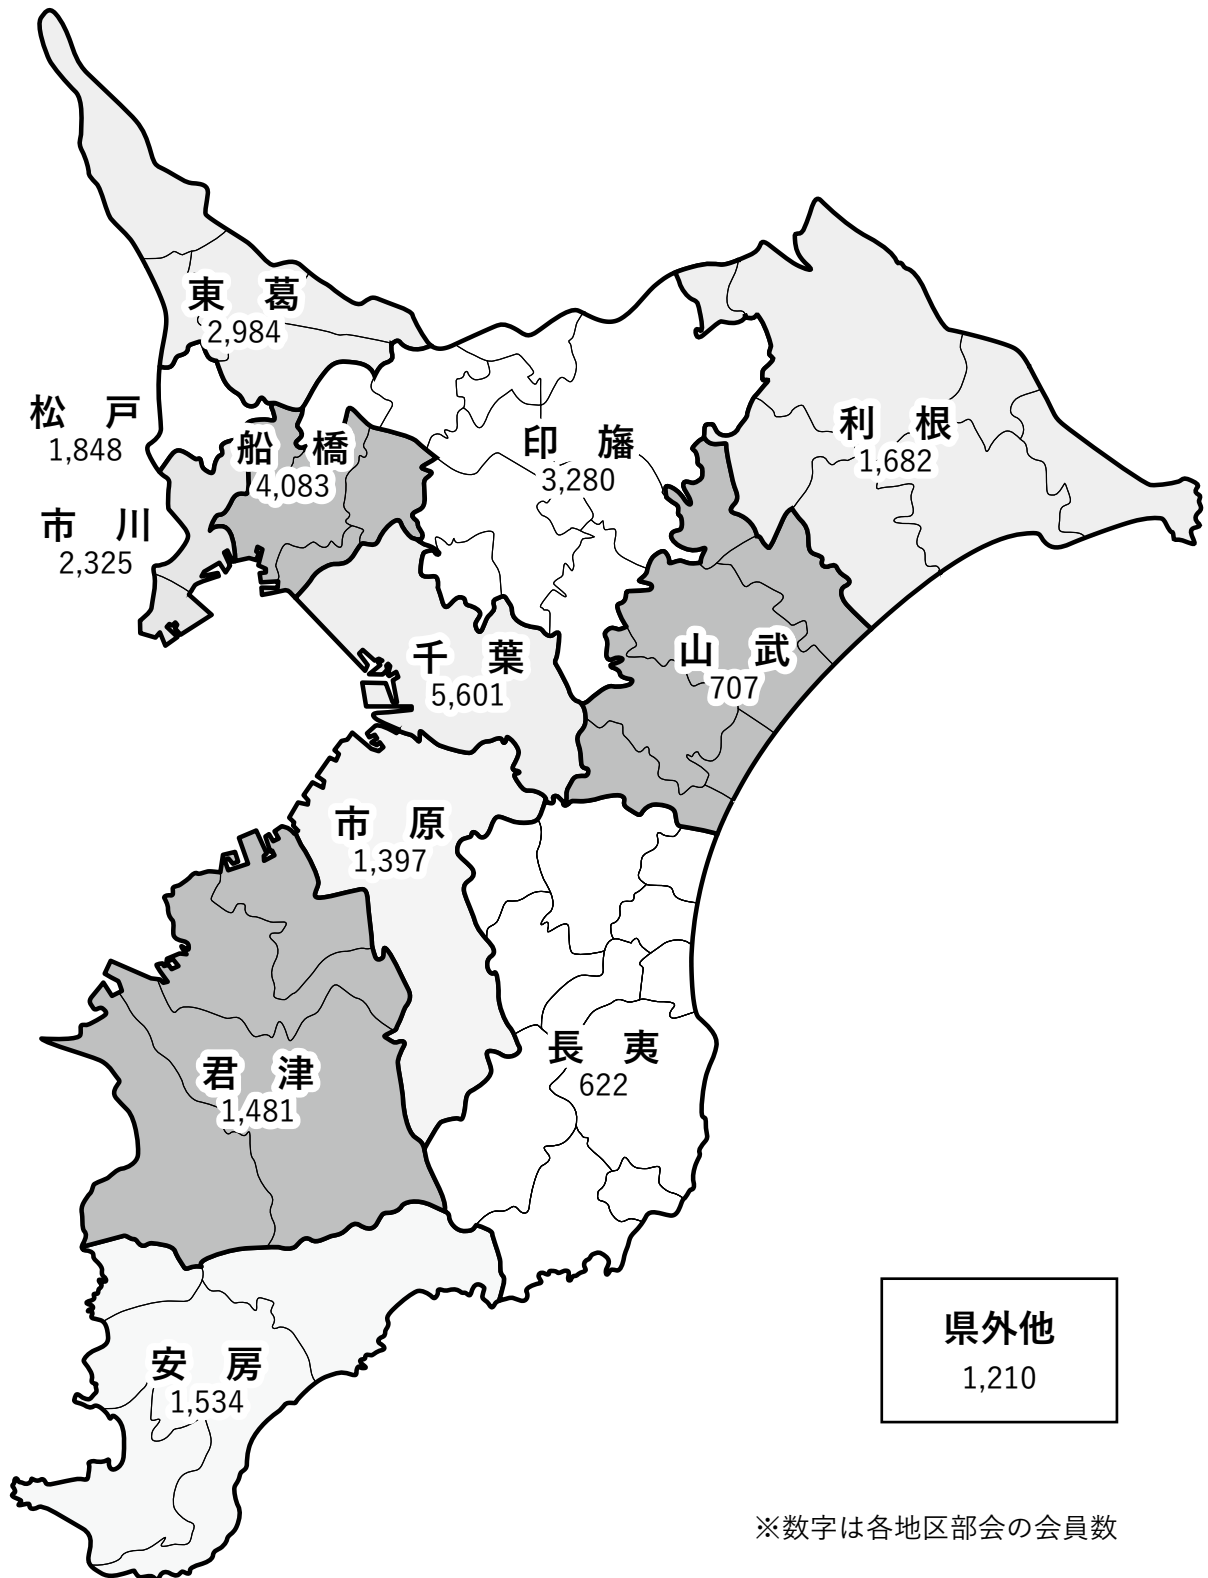 東　葛
2,984
松　戸
1,848
船　橋
4,083
市　川
2,325
印　旛
3,280
利　根
1,682
千　葉
5,601
山　武
707
市　原
1,397
長　夷
622
君　津
1,481
安　房
1,534
県外他
1,210
※数字は各地区部会の会員数